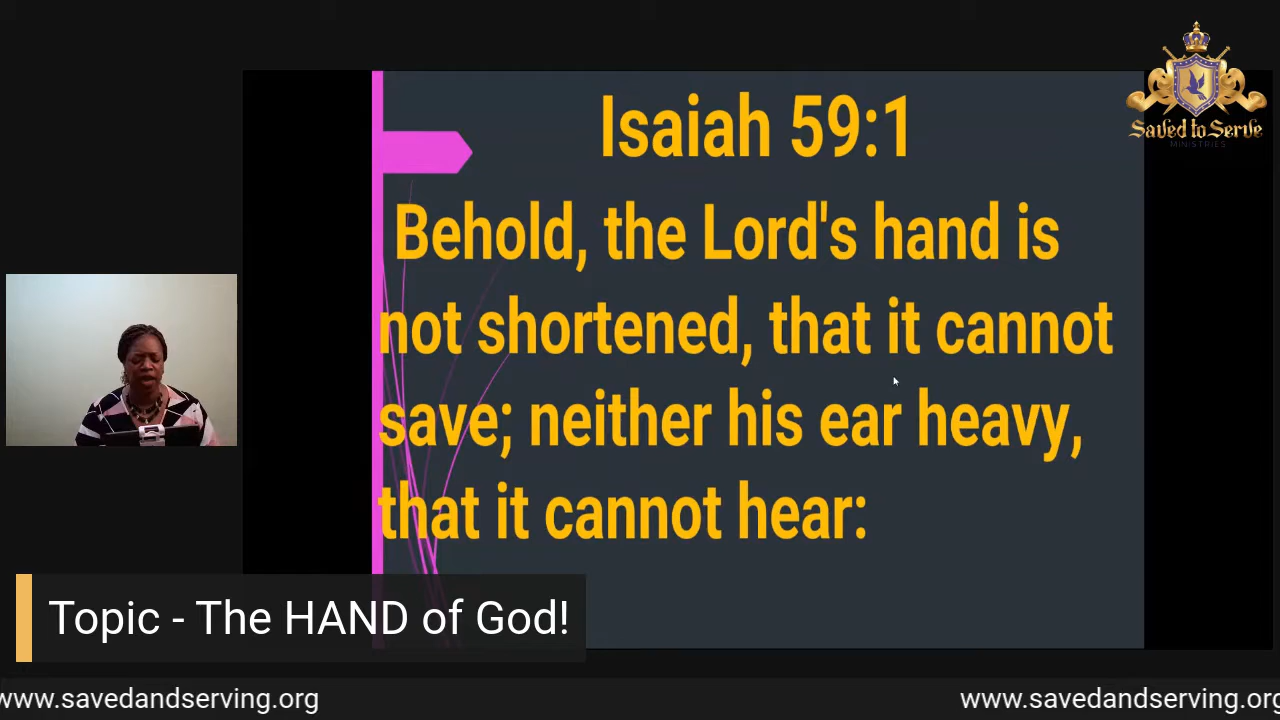 Isaiah 59:1
Behold, the Lord's hand is
not shortened, that it cannot
save; neither his ear heavy,
that it cannot hear:
Saved to Serve
MINISTRIES
Topic - The HAND of God!
www.savedandserving.org
www.savedandserving.org